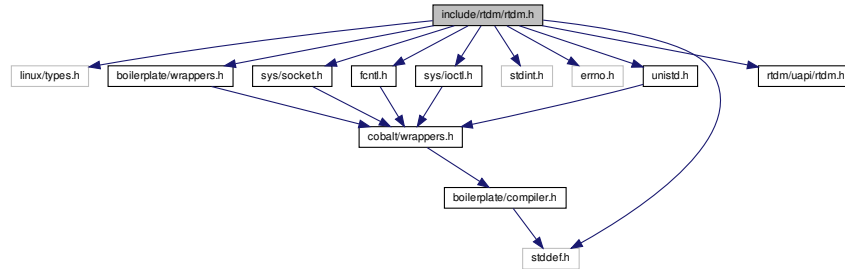 include/rtdm/rtdm.h
linux/types.h
boilerplate/wrappers.h
sys/socket.h
fcntl.h
sys/ioctl.h
stdint.h
errno.h
unistd.h
rtdm/uapi/rtdm.h
cobalt/wrappers.h
boilerplate/compiler.h
stddef.h